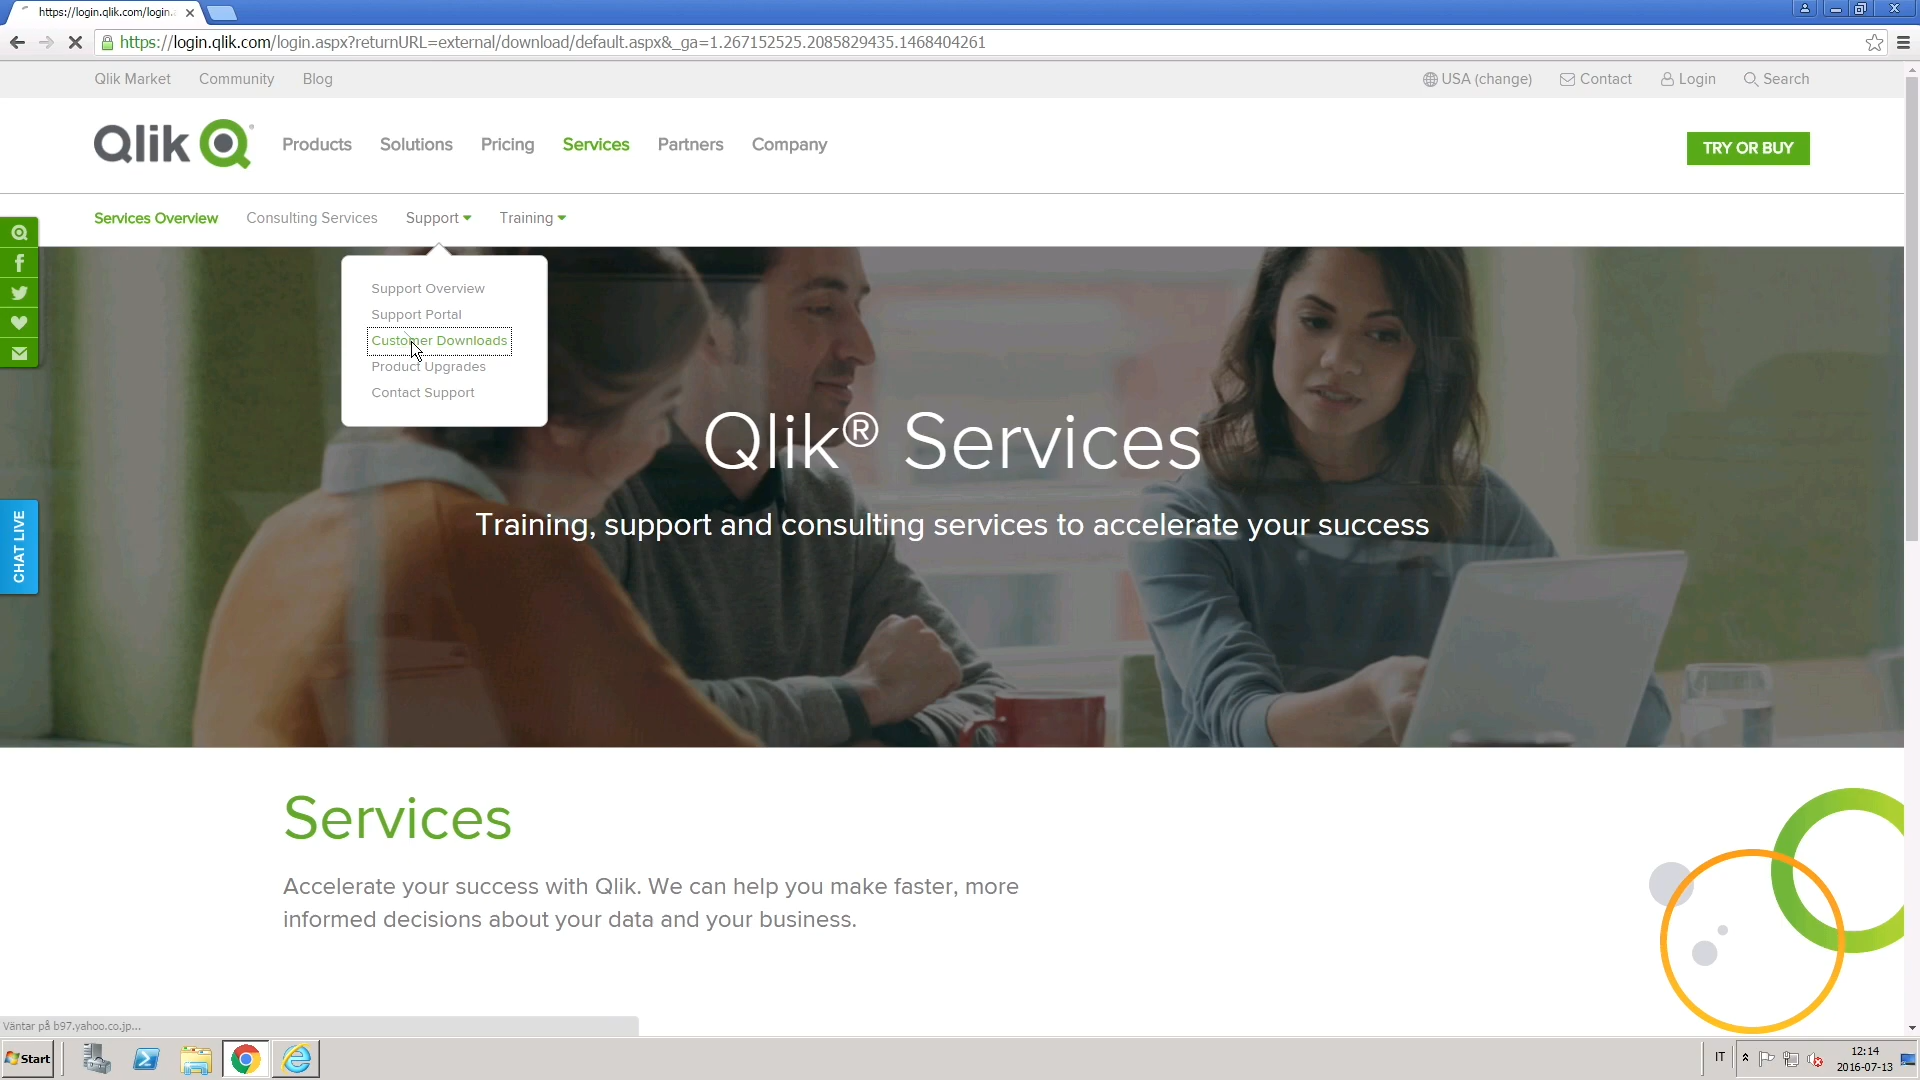 https://login.qlik.com/login.
https://login.qlik.com/login.aspx?returnURL=external/download/default.aspx&_ga=1.267152525.2085829435.1468404261
Qlik Market Community Blog USA (change) Contact Login Search
Qlik Products Solutions Pricing Services Partners Company TRY OR BUY
Services Overview Consulting Services Support Training
Support Overview
Support Portal
Customer Downloads
Product Upgrades
Contact Support
Qlik® Services
Training, support and consulting services to accelerate your success
CHAT LIVE
Services
Accelerate your success with Qlik. We can help you make faster, more
informed decisions about your data and your business.
Väntar på b97.yahoo.co.jp...
Start
IT
12:14
2016-07-13